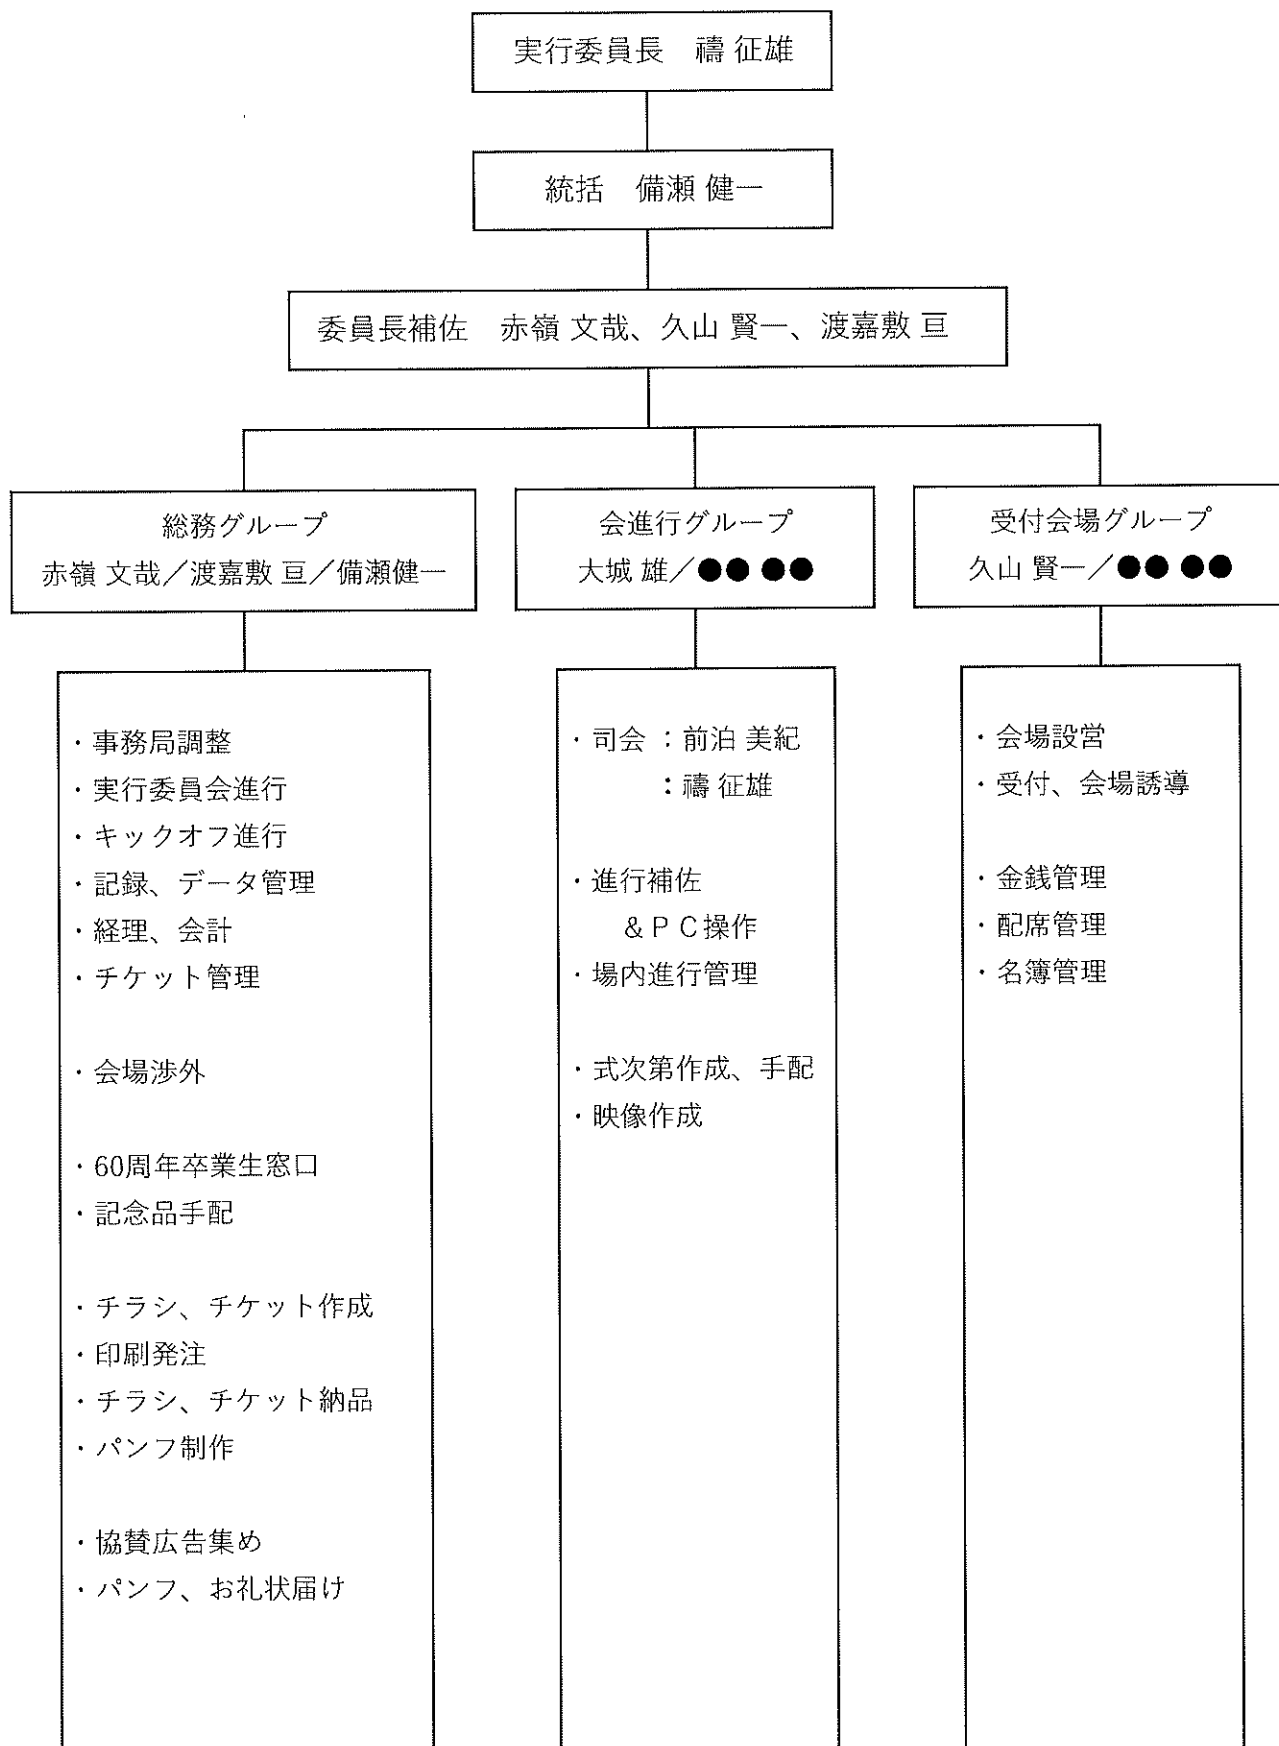 実行委員長　禱 征雄
統括　備瀬 健一
委員長補佐　赤嶺 文哉、久山 賢一、渡嘉敷 亘
総務グループ
赤嶺 文哉／渡嘉敷 亘／備瀬健一
会進行グループ
大城 雄／●● ●●
受付会場グループ
久山 賢一／●● ●●
・事務局調整
・実行委員会進行
・キックオフ進行
・記録、データ管理
・経理、会計
・チケット管理
・会場渉外
・60周年卒業生窓口
・記念品手配
・チラシ、チケット作成
・印刷発注
・チラシ、チケット納品
・パンフ制作
・協賛広告集め
・パンフ、お礼状届け
・司会 ：前泊 美紀
：禱 征雄
・進行補佐
＆ＰＣ操作
・場内進行管理
・式次第作成、手配
・映像作成
・会場設営
・受付、会場誘導
・金銭管理
・配席管理
・名簿管理